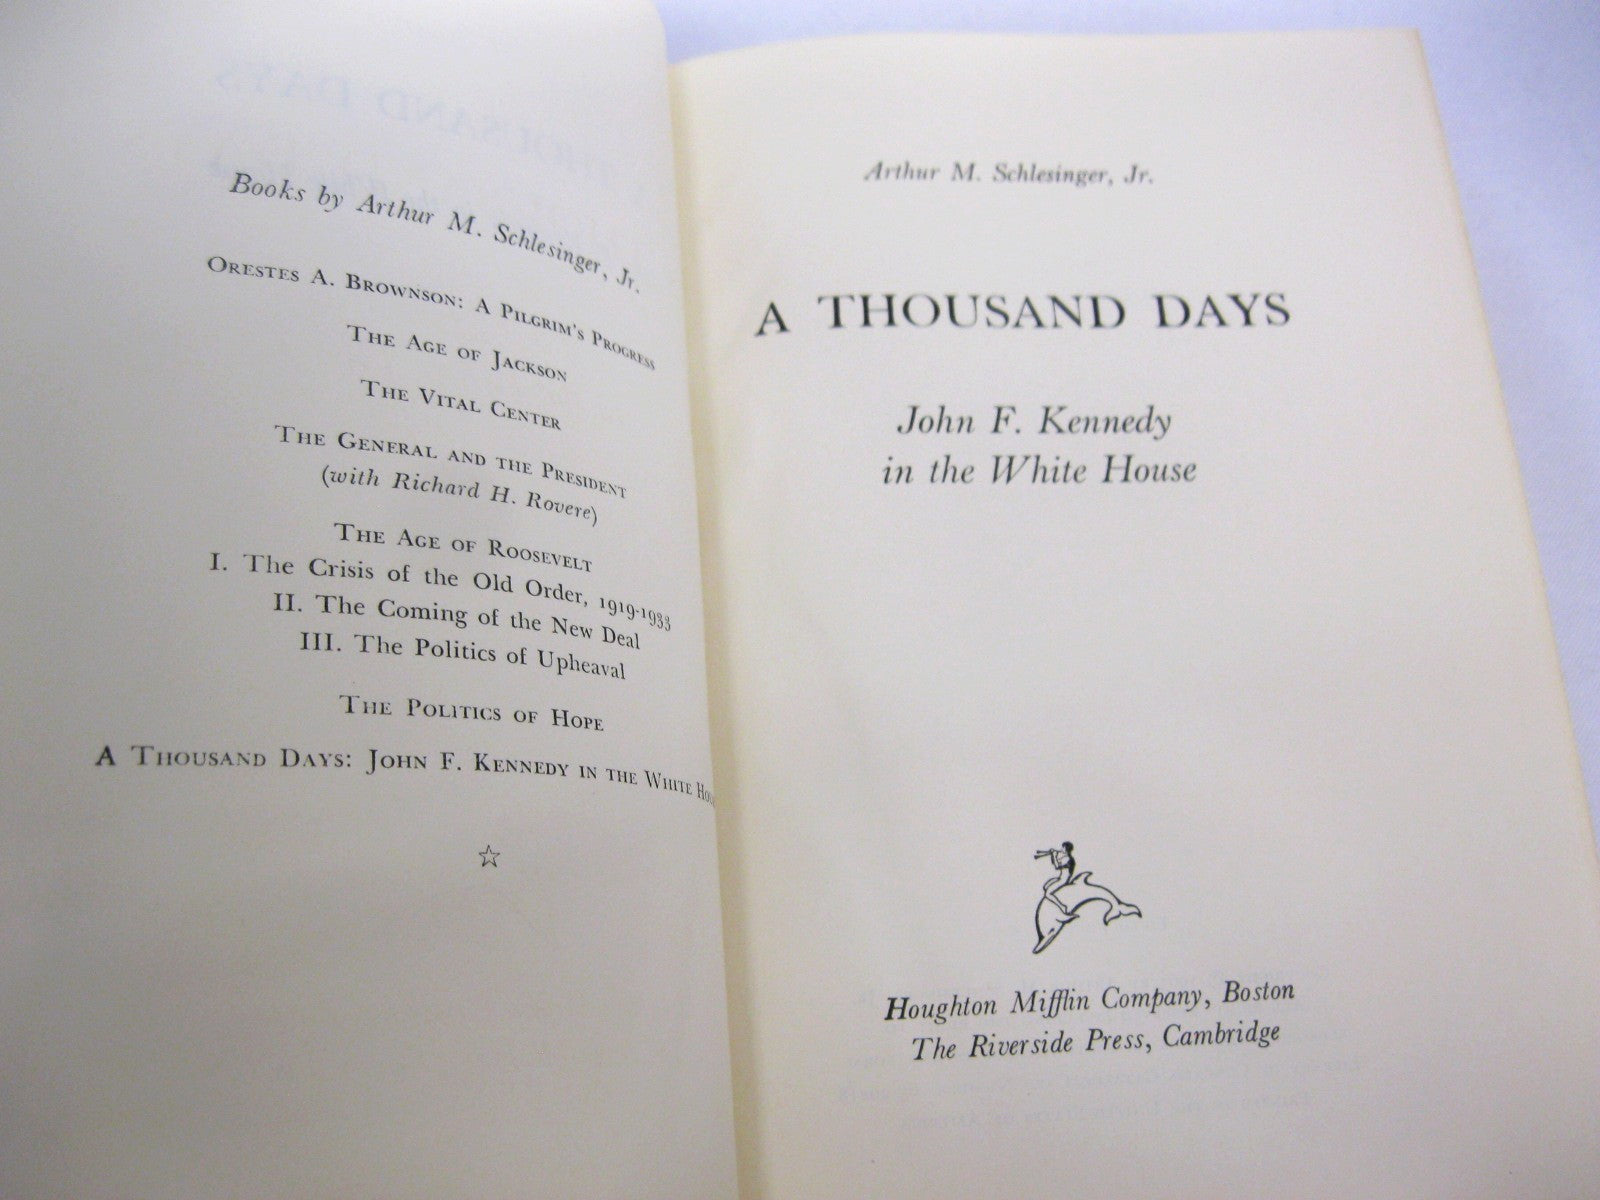 Books by Arthur M. Schlesinger, Jr.
ORESTES A. BROWNSON: A PILGRIM'S PROGRESS
THE AGE OF JACKSON
THE VITAL CENTER
THE GENERAL AND THE PRESIDENT
(with Richard H. Rovere)
THE AGE OF ROOSEVELT
I. The Crisis of the Old Order, 1919-1933
II. The Coming of the New Deal
III. The Politics of Upheaval
THE POLITICS OF HOPE
A THOUSAND DAYS: JOHN F. KENNEDY IN THE WHITE HOUS
☆
Arthur M. Schlesinger, Jr.
A THOUSAND DAYS
John F. Kennedy
in the White House
Houghton Mifflin Company, Boston
The Riverside Press, Cambridge